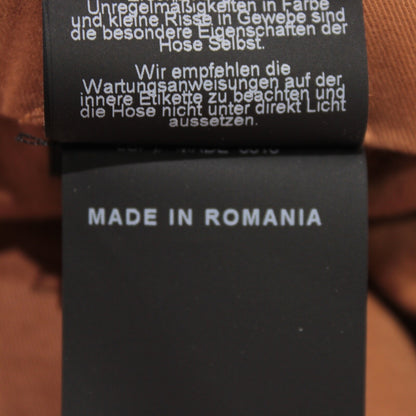 Unregelmäßigkeiten in Farbe
und kleine Risse in Gewebe sind
die besondere Eigenschaften der
Hose Selbst.
Wir empfehlen die
Wartungsanweisungen auf der
innere Etikette zu beachten und
die Hose nicht unter direkt Licht
aussetzen.
MADE IN ROMANIA